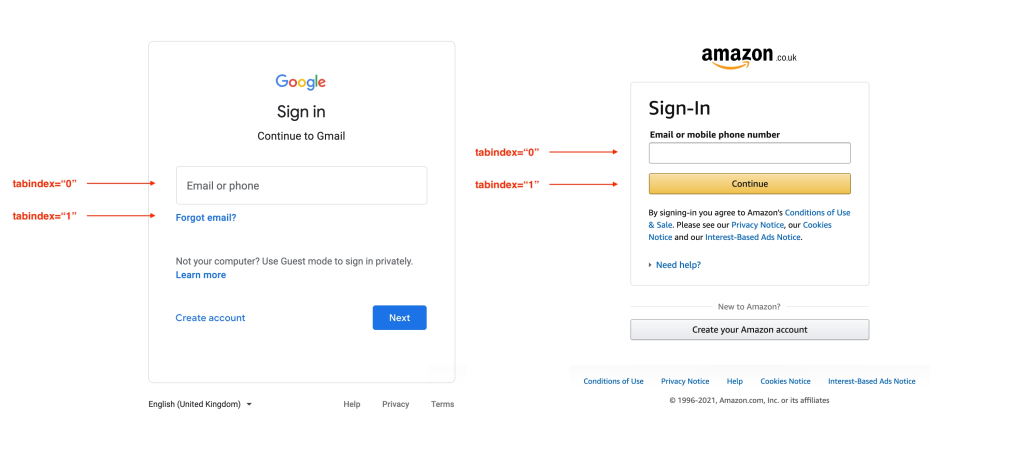 Google
Sign in
Continue to Gmail
tabindex=“0”
Email or phone
tabindex=“1”
Forgot email?
Not your computer? Use Guest mode to sign in privately.
Learn more
Create account
Next
English (United Kingdom)
Help
Privacy
Terms
amazon.co.uk
Sign-In
Email or mobile phone number
tabindex=“0”
tabindex=“1”
Continue
By signing-in you agree to Amazon's Conditions of Use
& Sale. Please see our Privacy Notice, our Cookies
Notice and our Interest-Based Ads Notice.
Need help?
New to Amazon?
Create your Amazon account
Conditions of Use
Privacy Notice
Help
Cookies Notice
Interest-Based Ads Notice
© 1996-2021, Amazon.com, Inc. or its affiliates